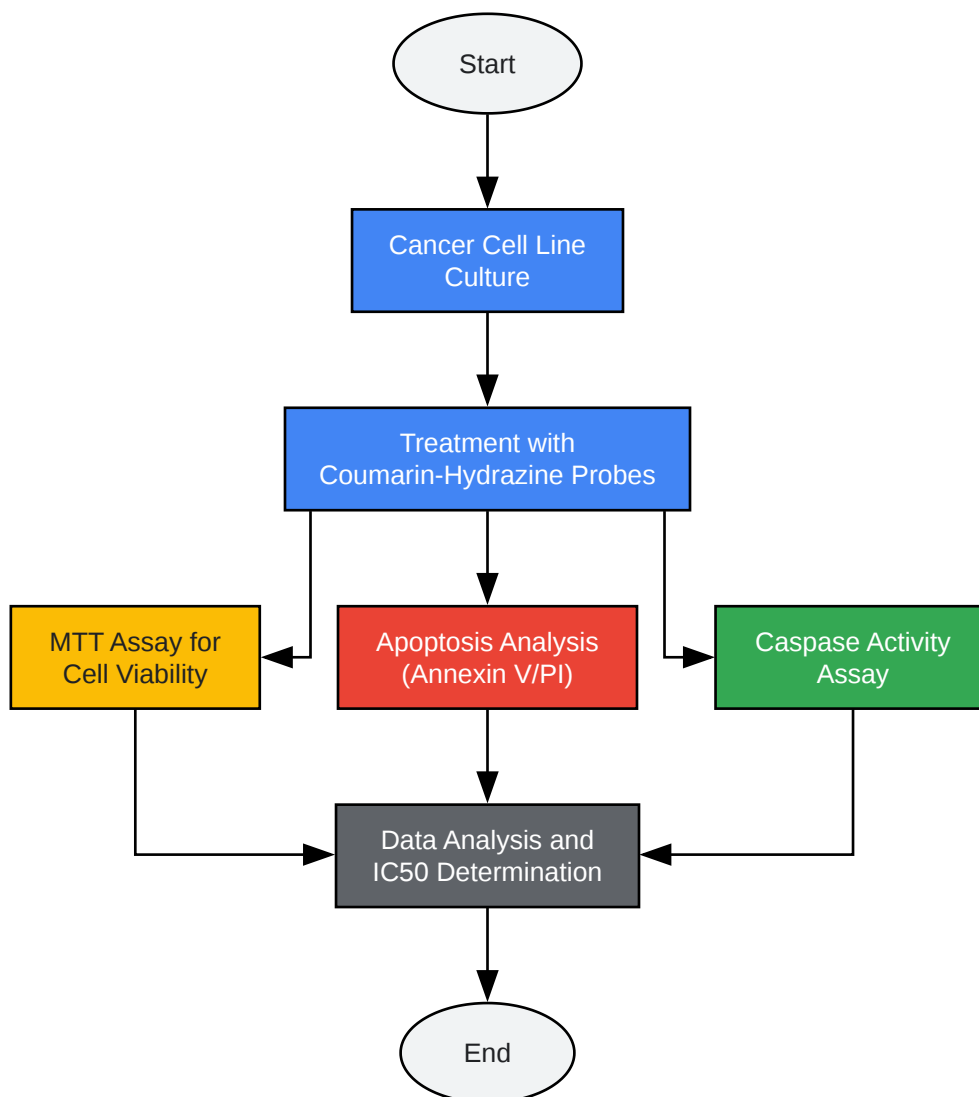 Start
Cancer Cell Line
Culture
Treatment with
Coumarin-Hydrazine Probes
MTT Assay for
Cell Viability
Apoptosis Analysis
(Annexin V/PI)
Caspase Activity
Assay
Data Analysis and
IC50 Determination
End